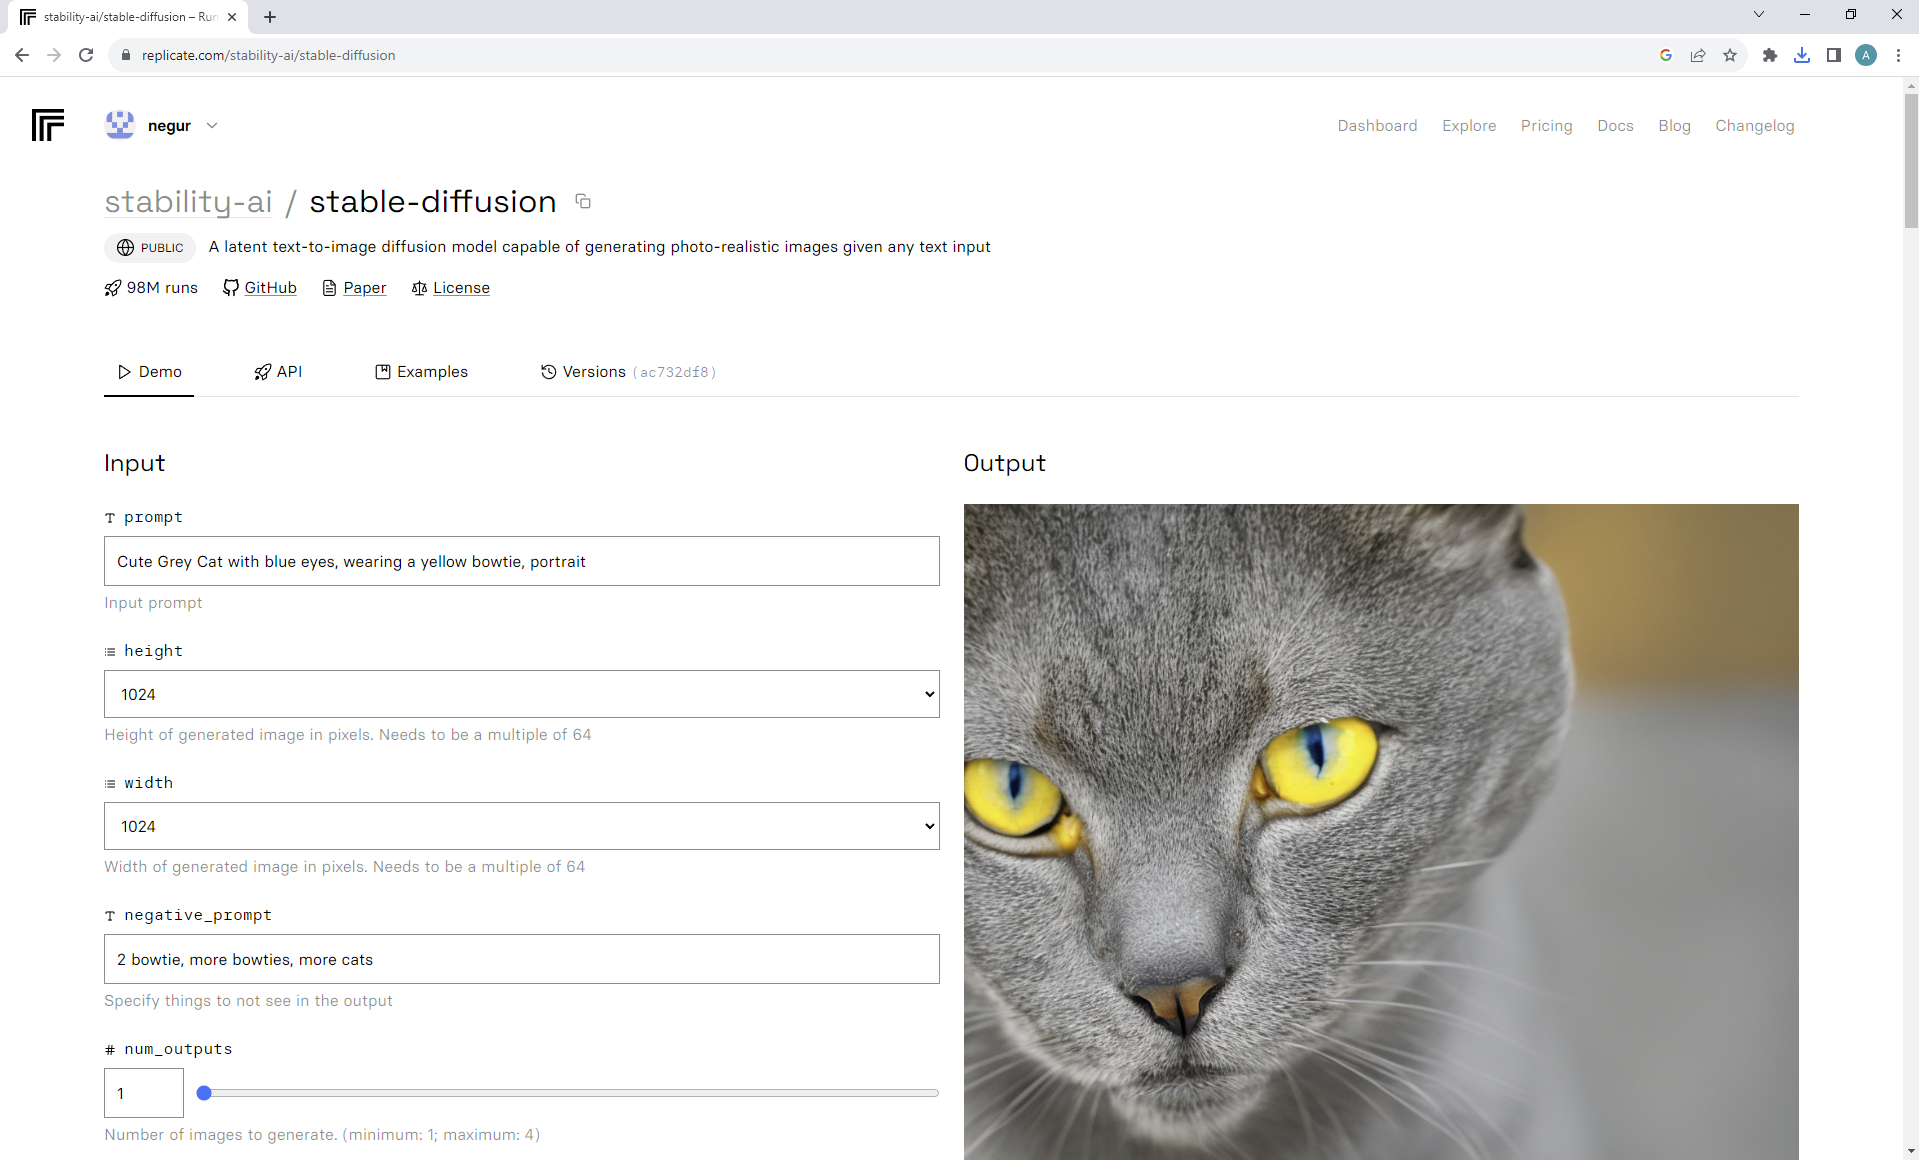 stability-ai/stable-diffusion – Run
replicate.com/stability-ai/stable-diffusion
A
negur
Dashboard Explore Pricing Docs Blog Changelog
stability-ai / stable-diffusion
PUBLIC A latent text-to-image diffusion model capable of generating photo-realistic images given any text input
98M runs GitHub Paper License
Demo API Examples Versions (ac732df8)
Input
prompt
Cute Grey Cat with blue eyes, wearing a yellow bowtie, portrait
Input prompt
height
1024
Height of generated image in pixels. Needs to be a multiple of 64
width
1024
Width of generated image in pixels. Needs to be a multiple of 64
negative_prompt
2 bowtie, more bowties, more cats
Specify things to not see in the output
# num_outputs
1
Number of images to generate. (minimum: 1; maximum: 4)
Output